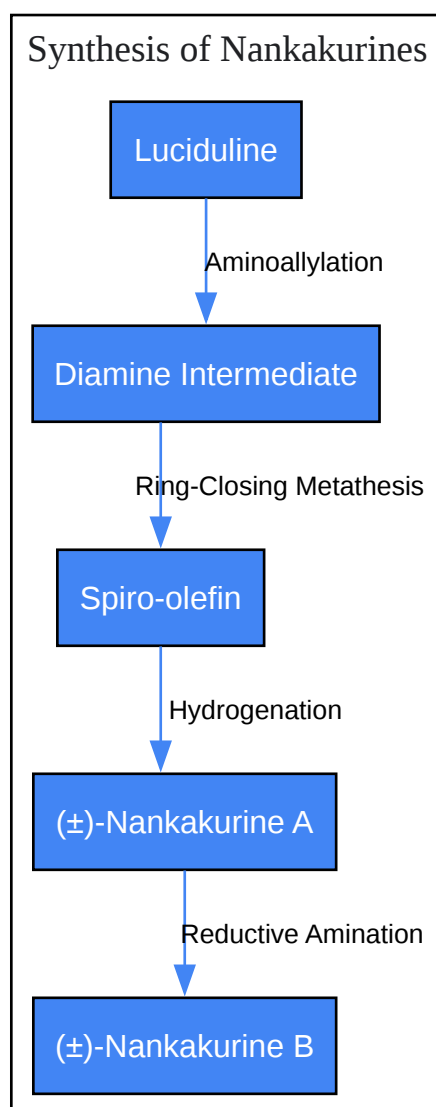 Synthesis of Nankakurines
Luciduline
Aminoallylation
Diamine Intermediate
Ring-Closing Metathesis
Spiro-olefin
Hydrogenation
(±)-Nankakurine A
Reductive Amination
(±)-Nankakurine B